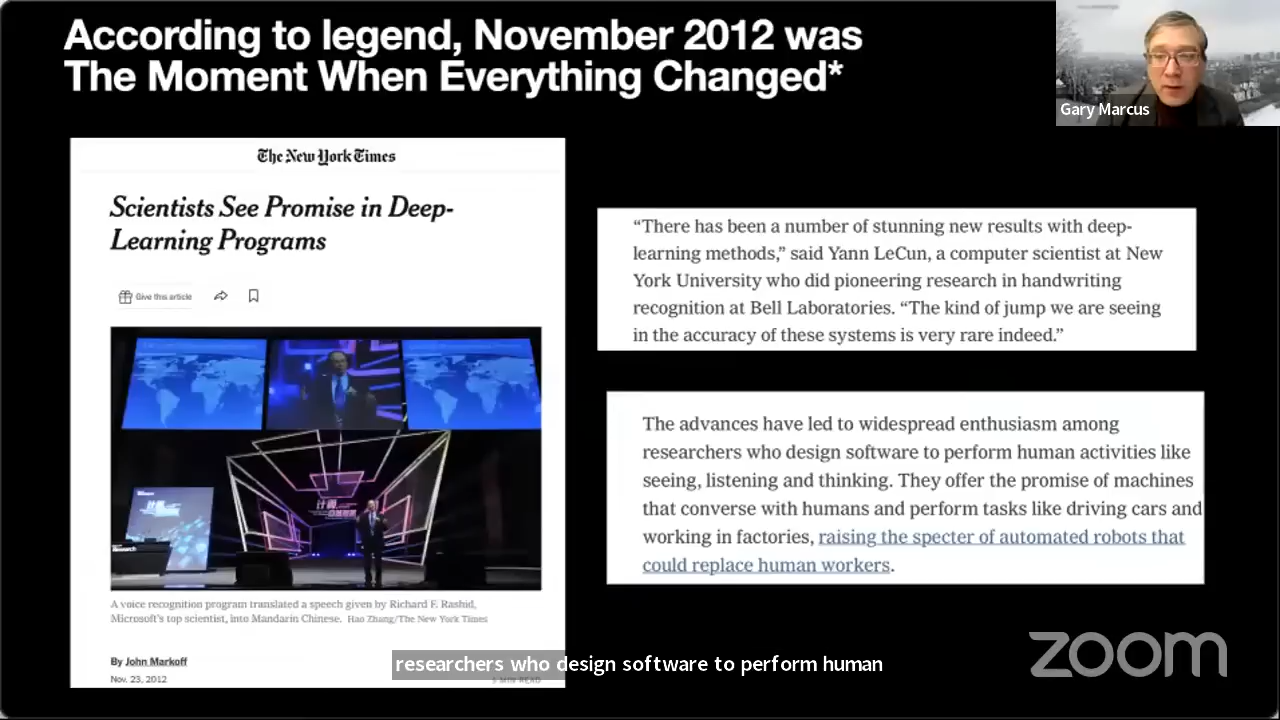 According to legend, November 2012 was
The Moment When Everything Changed*
Gary Marcus
The New York Times
Scientists See Promise in Deep-
Learning Programs
Give this article
A voice recognition program translated a speech given by Richard F. Rashid,
Microsoft's top scientist, into Mandarin Chinese. Hao Zhang/The New York Times
By John Markoff
Nov. 23, 2012
5 MIN READ
“There has been a number of stunning new results with deep-
learning methods,” said Yann LeCun, a computer scientist at New
York University who did pioneering research in handwriting
recognition at Bell Laboratories. “The kind of jump we are seeing
in the accuracy of these systems is very rare indeed.”
The advances have led to widespread enthusiasm among
researchers who design software to perform human activities like
seeing, listening and thinking. They offer the promise of machines
that converse with humans and perform tasks like driving cars and
working in factories, raising the specter of automated robots that
could replace human workers.
researchers who design software to perform human
zoom